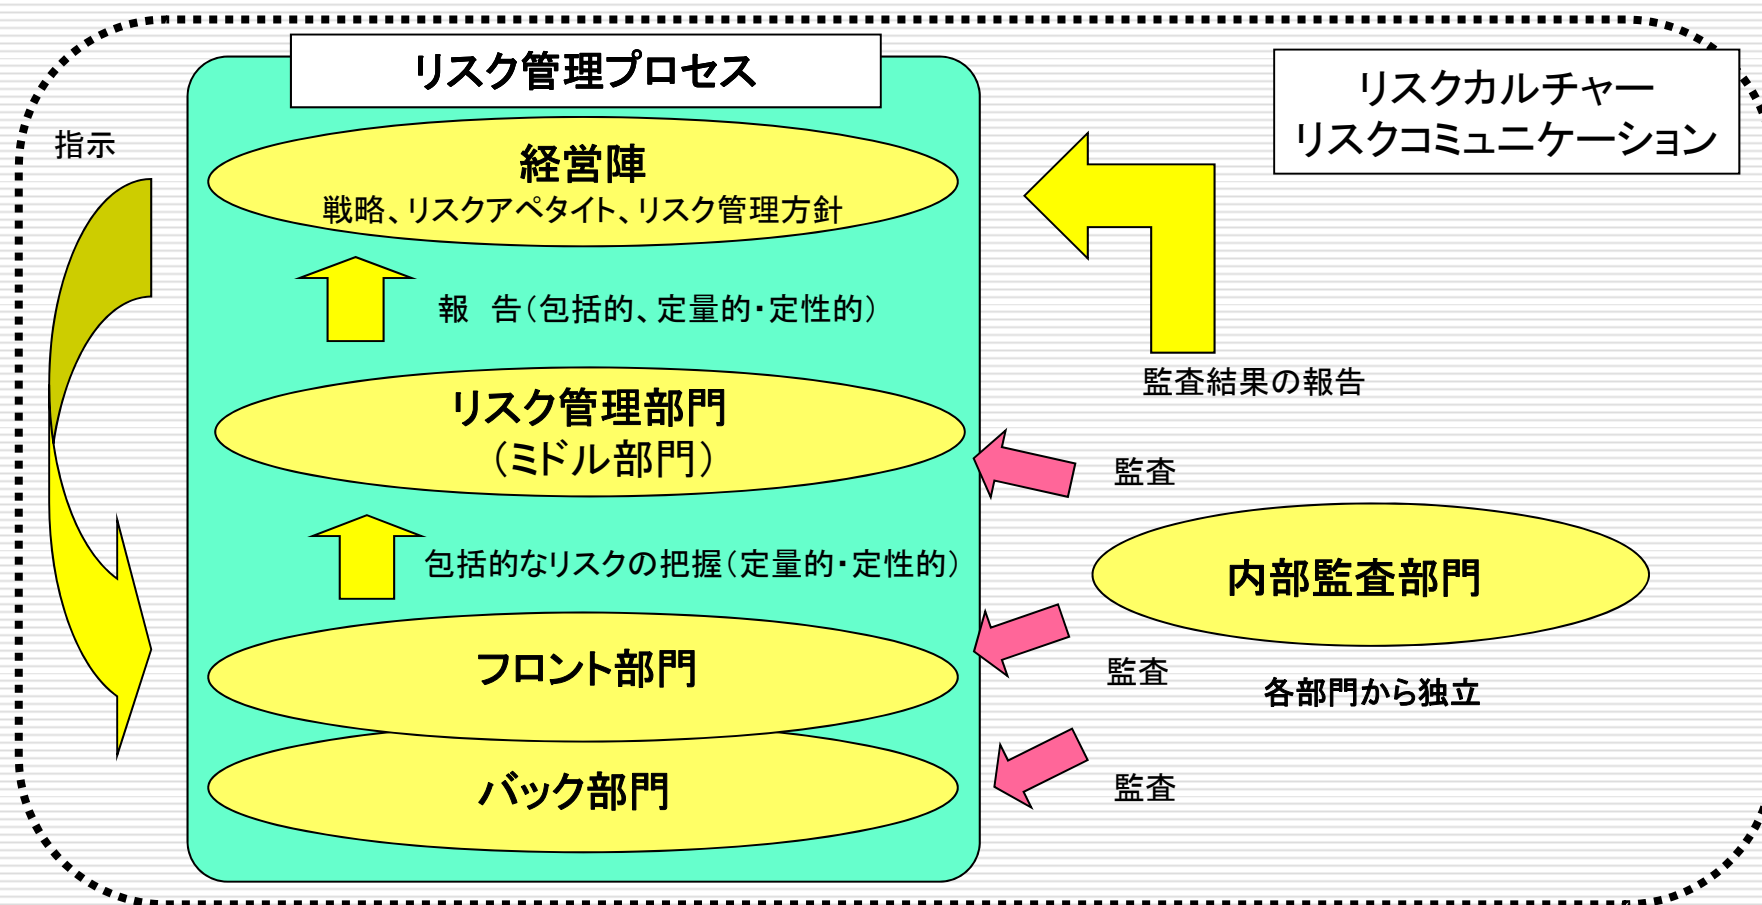 リスク管理プロセス
リスクカルチャー
リスクコミュニケーション
指示
経営陣
戦略、リスクアペタイト、リスク管理方針
報　告（包括的、定量的・定性的）
監査結果の報告
リスク管理部門
（ミドル部門）
監査
包括的なリスクの把握（定量的・定性的）
内部監査部門
フロント部門
監査
各部門から独立
バック部門
監査